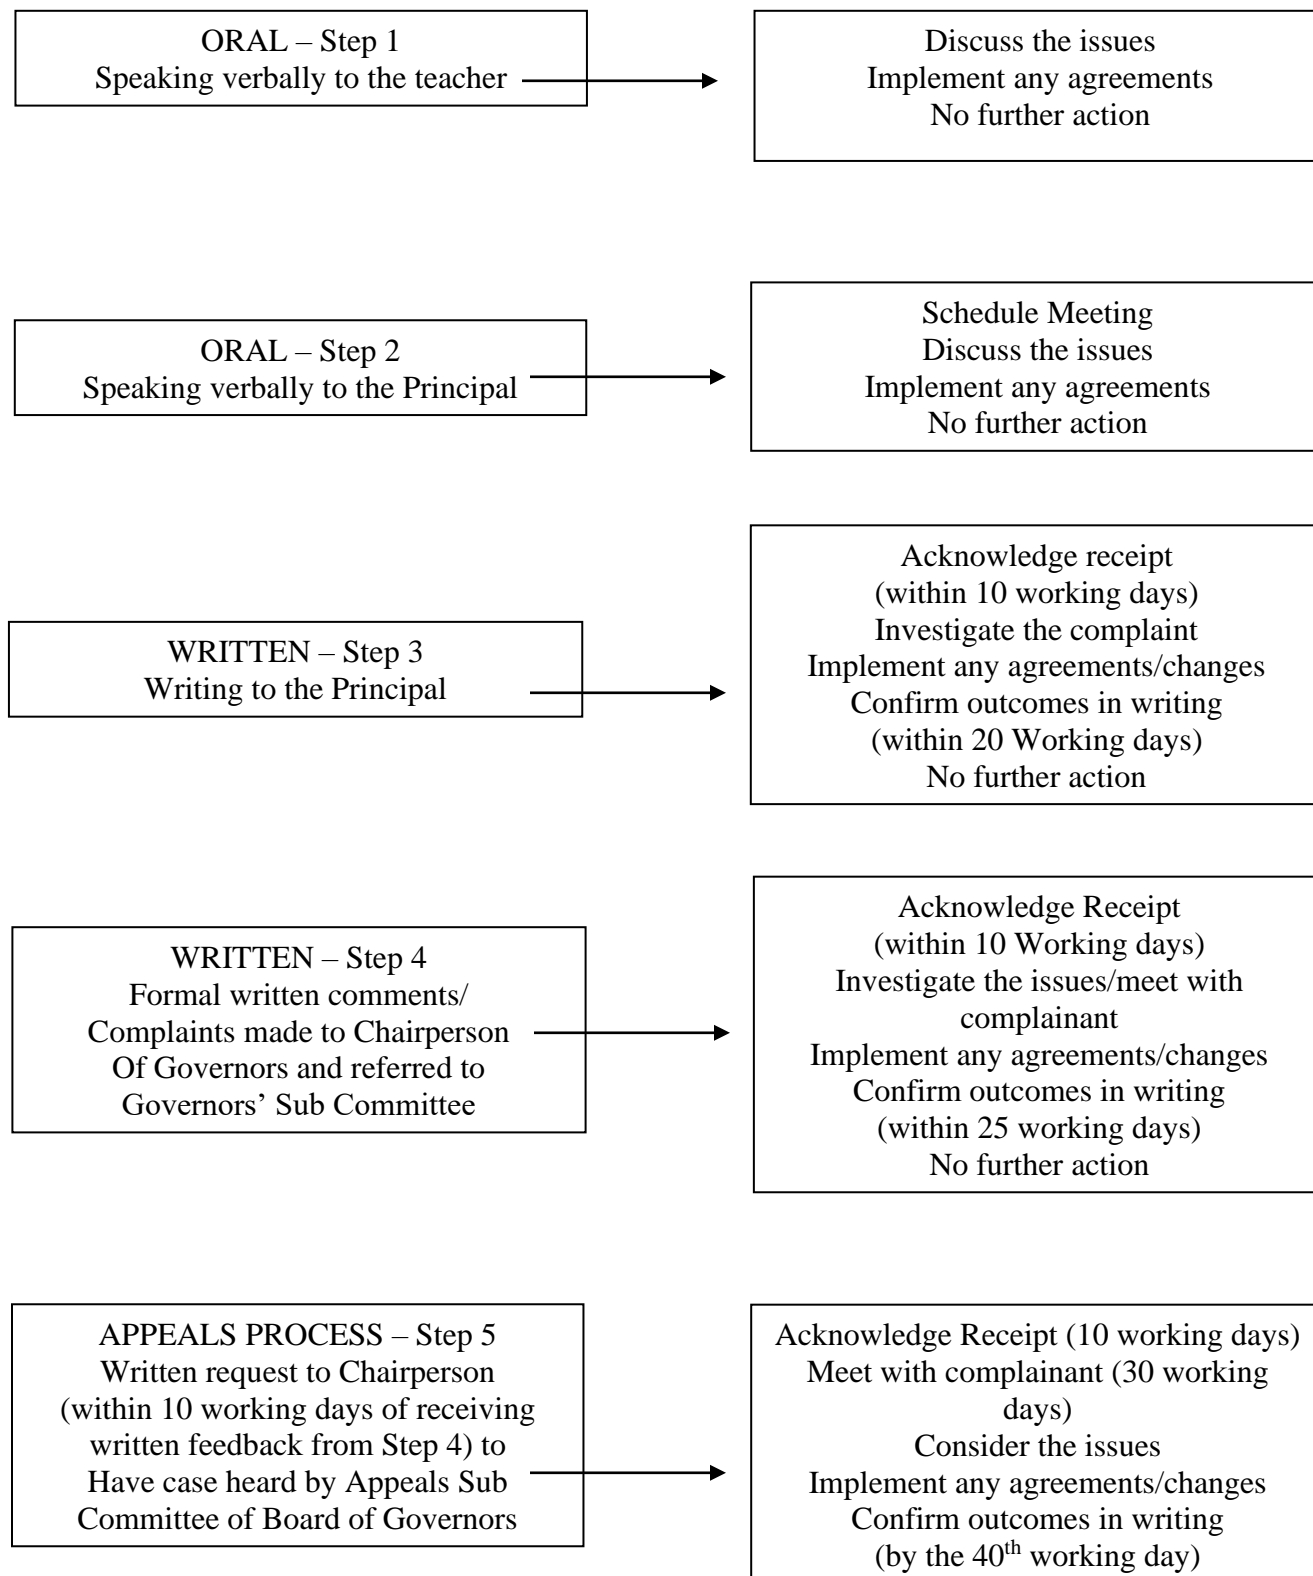 ORAL – Step 1
Speaking verbally to the teacher
Discuss the issues
Implement any agreements
No further action
ORAL – Step 2
Speaking verbally to the Principal
Schedule Meeting
Discuss the issues
Implement any agreements
No further action
WRITTEN – Step 3
Writing to the Principal
Acknowledge receipt
(within 10 working days)
Investigate the complaint
Implement any agreements/changes
Confirm outcomes in writing
(within 20 Working days)
No further action
WRITTEN – Step 4
Formal written comments/
Complaints made to Chairperson
Of Governors and referred to
Governors’ Sub Committee
Acknowledge Receipt
(within 10 Working days)
Investigate the issues/meet with
complainant
Implement any agreements/changes
Confirm outcomes in writing
(within 25 working days)
No further action
APPEALS PROCESS – Step 5
Written request to Chairperson
(within 10 working days of receiving
written feedback from Step 4) to
Have case heard by Appeals Sub
Committee of Board of Governors
Acknowledge Receipt (10 working days)
Meet with complainant (30 working
days)
Consider the issues
Implement any agreements/changes
Confirm outcomes in writing
(by the 40th working day)